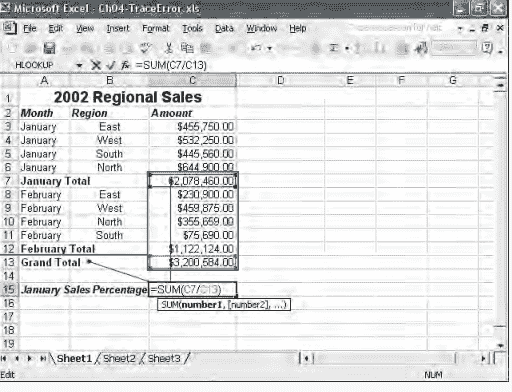 Microsoft Excel - Ch04-TraceError.xls
File Edit View Insert Format Tools Data Window Help
HLOOKUP =SUM(C7/C13)
A B C D E F G
1 2002 Regional Sales
2 Month Region Amount
3 January East $455,750.00
4 January West $532,250.00
5 January South $445,560.00
6 January North $644,900.00
7 January Total $2,078,460.00
8 February East $230,900.00
9 February West $459,875.00
10 February North $355,659.00
11 February South $75,690.00
12 February Total $1,122,124.00
13 Grand Total $3,200,584.00
14
15 January Sales Percentage =SUM(C7/C13)
16 SUM(number1, [number2], ...)
17
18
19
Sheet1 Sheet2 Sheet3
Edit NUM